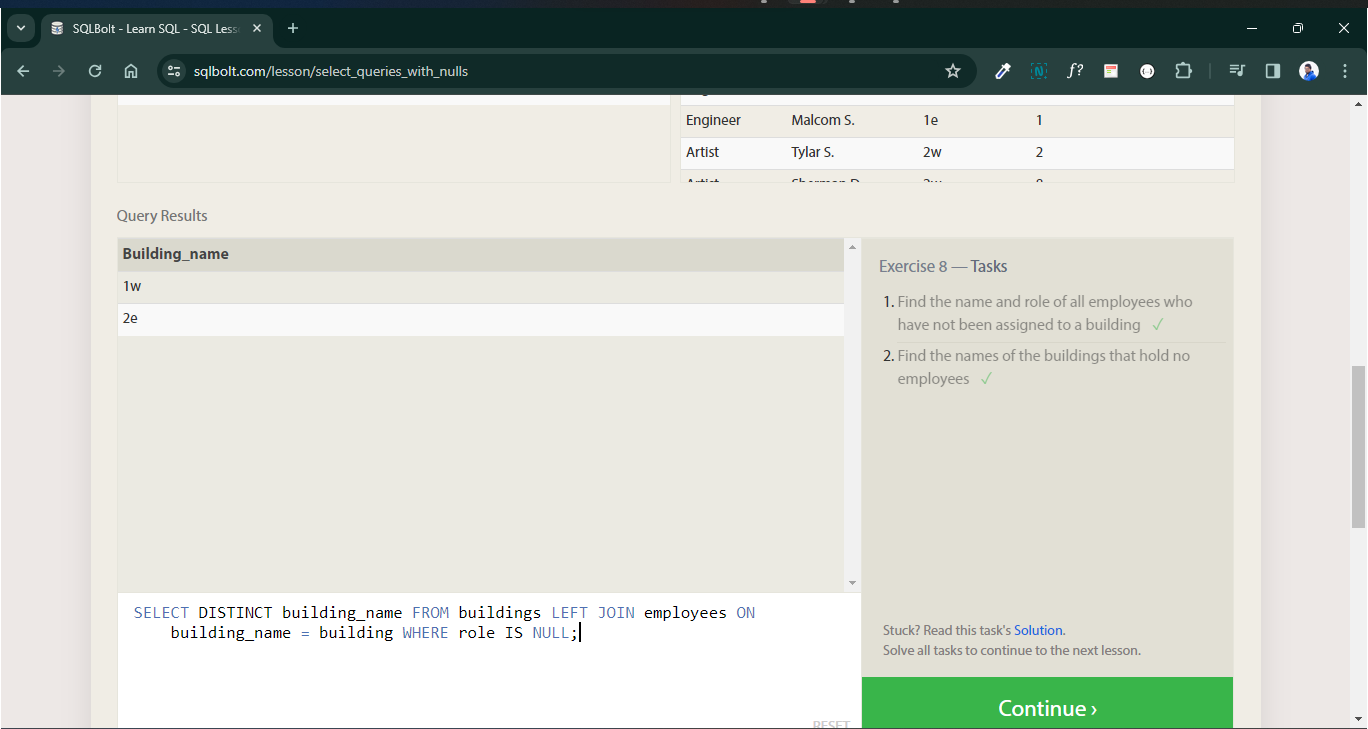 SQLBolt - Learn SQL - SQL Less
sqlbolt.com/lesson/select_queries_with_nulls
f?
Engineer Malcom S. 1e 1
Artist Tylar S. 2w 2
Query Results
Building_name
1w
2e
Exercise 8 — Tasks
1. Find the name and role of all employees who
have not been assigned to a building ✓
2. Find the names of the buildings that hold no
employees ✓
SELECT DISTINCT building_name FROM buildings LEFT JOIN employees ON
building_name = building WHERE role IS NULL;
Stuck? Read this task's Solution.
Solve all tasks to continue to the next lesson.
RESET
Continue ›